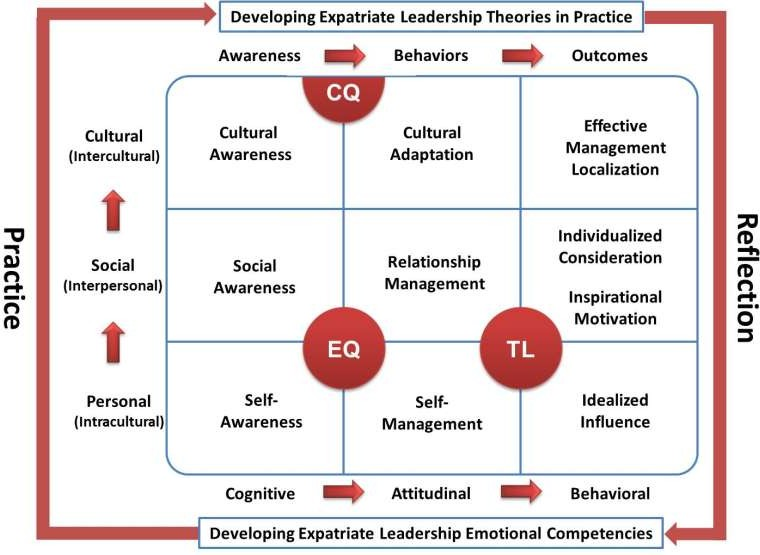 Developing Expatriate Leadership Theories in Practice
Awareness
Behaviors
Outcomes
CQ
Cultural
(Intercultural)
Cultural
Awareness
Cultural
Adaptation
Effective
Management
Localization
Practice
Reflection
Social
(Interpersonal)
Social
Awareness
Relationship
Management
Individualized
Consideration
Inspirational
Motivation
EQ
TL
Personal
(Intracultural)
Self-
Awareness
Self-
Management
Idealized
Influence
Cognitive
Attitudinal
Behavioral
Developing Expatriate Leadership Emotional Competencies